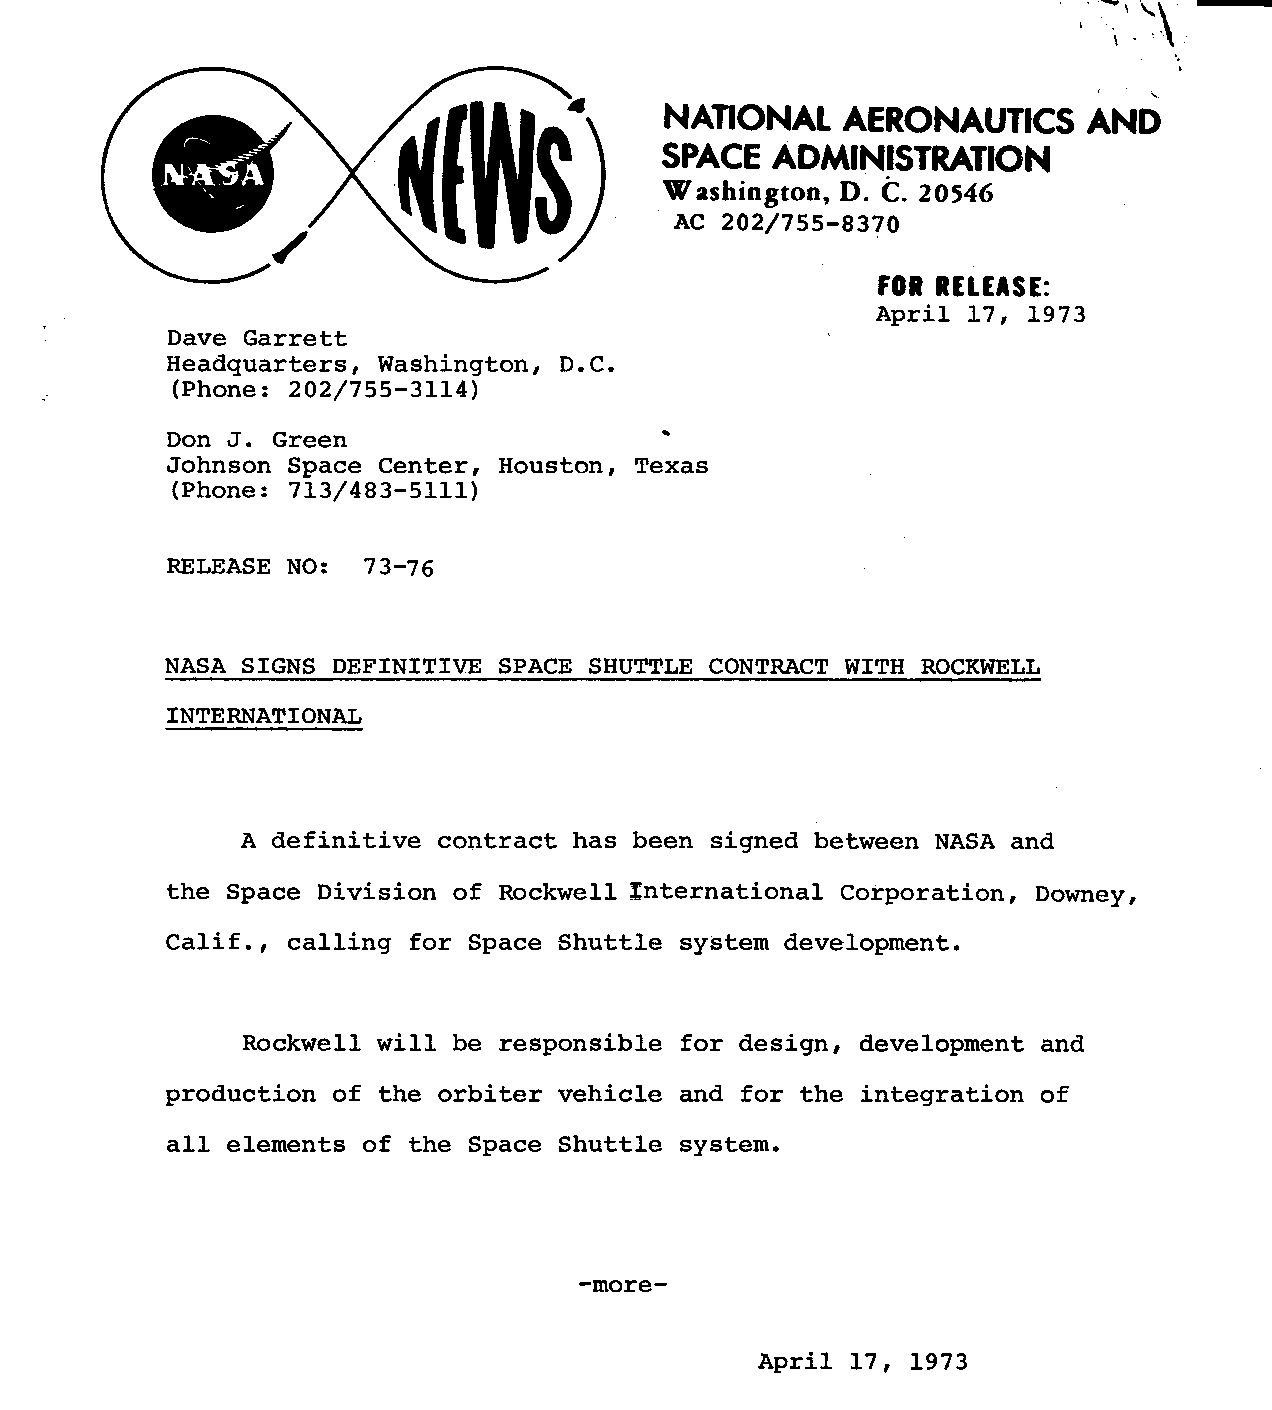 NASA
NEWS
NATIONAL AERONAUTICS AND
SPACE ADMINISTRATION
Washington, D. C. 20546
AC 202/755-8370
FOR RELEASE:
April 17, 1973
Dave Garrett
Headquarters, Washington, D.C.
(Phone: 202/755-3114)
Don J. Green
Johnson Space Center, Houston, Texas
(Phone: 713/483-5111)
RELEASE NO: 73-76
NASA SIGNS DEFINITIVE SPACE SHUTTLE CONTRACT WITH ROCKWELL
INTERNATIONAL
A definitive contract has been signed between NASA and
the Space Division of Rockwell International Corporation, Downey,
Calif., calling for Space Shuttle system development.
Rockwell will be responsible for design, development and
production of the orbiter vehicle and for the integration of
all elements of the Space Shuttle system.
-more-
April 17, 1973